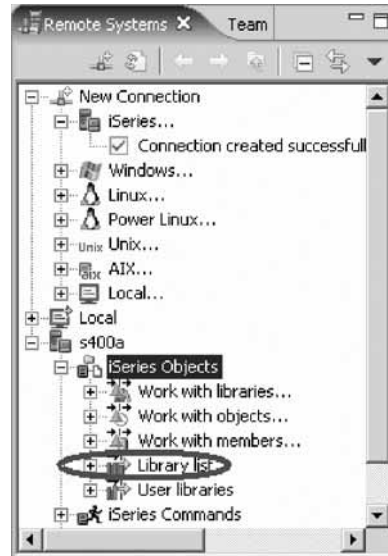 Remote Systems
Team
New Connection
iSeries...
Connection created successfull
Windows...
Linux...
Power Linux...
Unix Unix...
aix AIX...
Local...
Local
s400a
iSeries Objects
Work with libraries...
Work with objects...
Work with members...
Library list
User libraries
iSeries Commands